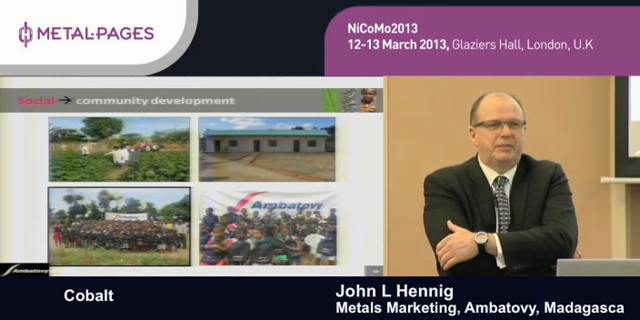 METAL-PAGES
NiCoMo2013
12-13 March 2013, Glaziers Hall, London, U.K
Social → community development
Ambatovy
Ambatovy
Cobalt
John L Hennig
Metals Marketing, Ambatovy, Madagasca